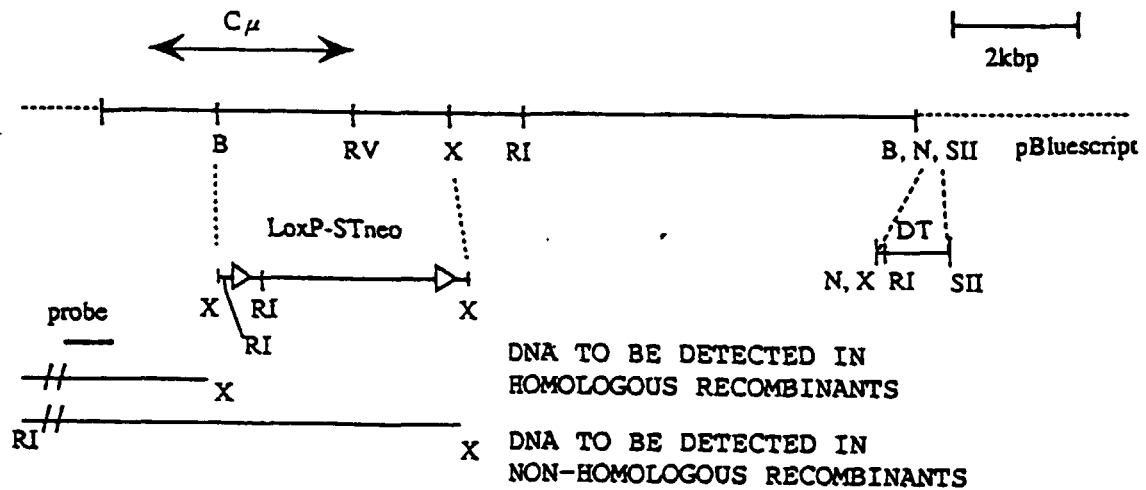 Cμ
2kbp
B RV X RI B, N, SII pBluescript
LoxP-STneo
DT
N, X RI SII
X RI X
RI
probe
DNA TO BE DETECTED IN
HOMOLOGOUS RECOMBINANTS
X
RI X
DNA TO BE DETECTED IN
NON-HOMOLOGOUS RECOMBINANTS